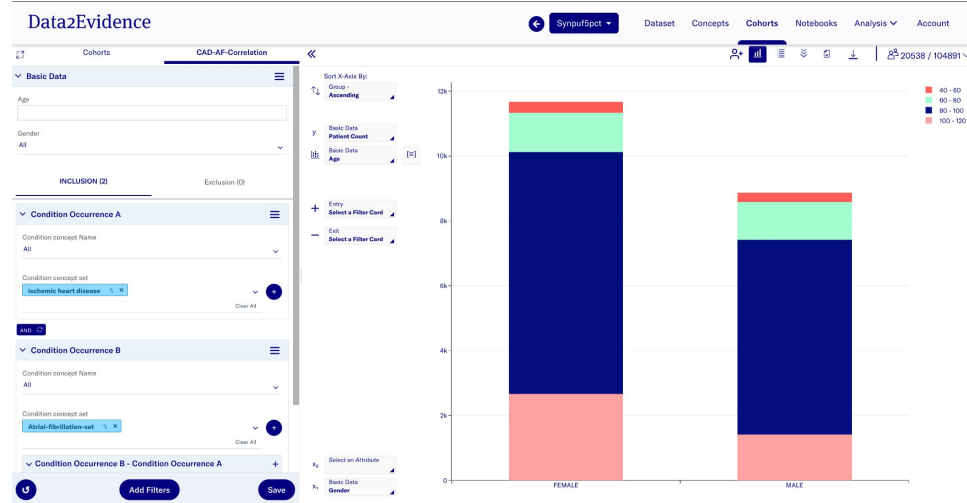 Data2Evidence
Synpuf5pct
Dataset
Concepts
Cohorts
Notebooks
Analysis
Account
Cohorts
CAD-AF-Correlation
20538 / 104891
Basic Data
Age
Gender
All
INCLUSION (2)
Exclusion (0)
Condition Occurrence A
Condition concept Name
All
Condition concept set
ischemic heart disease
Clear All
AND
Condition Occurrence B
Condition concept Name
All
Condition concept set
Atrial-fibrillation-set
Clear All
Condition Occurrence B - Condition Occurrence A
Add Filters
Save
Sort X-Axis By:
Group -
Ascending
y
Basic Data
Patient Count
Basic Data
Age
[=]
Entry
Select a Filter Card
Exit
Select a Filter Card
x2
Select an Attribute
x1
Basic Data
Gender
12k
10k
8k
6k
4k
2k
0
FEMALE
MALE
40 - 60
60 - 80
80 - 100
100 - 120